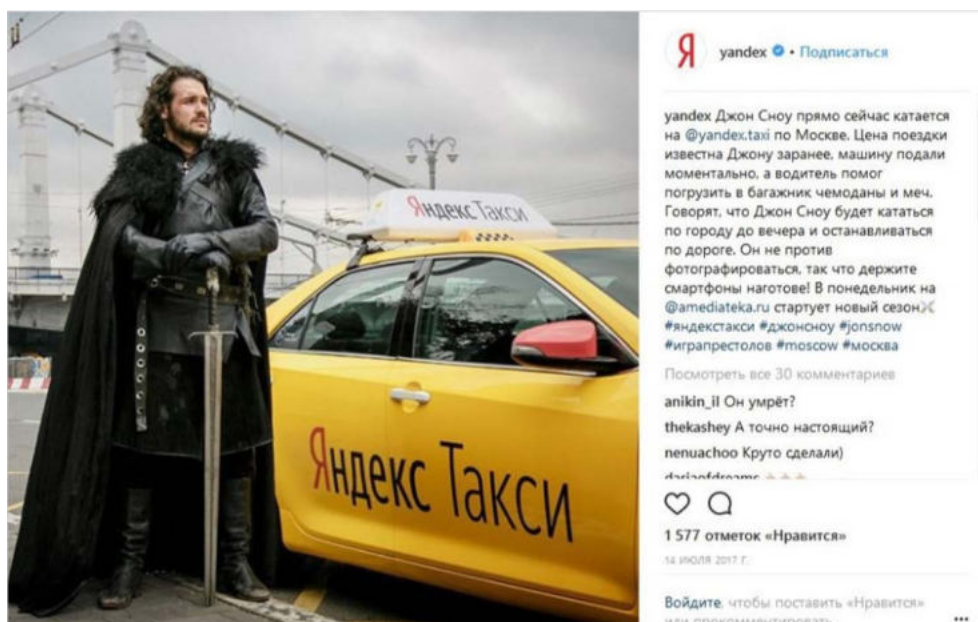 Яндекс Такси
Яндекс Такси
Я
yandex • Подписаться
yandex Джон Сноу прямо сейчас катается
на @yandex.taxi по Москве. Цена поездки
известна Джону заранее, машину подали
моментально, а водитель помог
погрузить в багажник чемоданы и меч.
Говорят, что Джон Сноу будет кататься
по городу до вечера и останавливаться
по дороге. Он не против
фотографироваться, так что держите
смартфоны наготове! В понедельник на
@amediateka.ru стартует новый сезон⚔
#яндекстакси #джонсноу #jonsnow
#играпрестолов #moscow #москва
Посмотреть все 30 комментариев
anikin_il Он умрёт?
thekashey А точно настоящий?
nenuachoo Круто сделали)
dariaofdreams
1 577 отметок «Нравится»
14 ИЮЛЯ 2017 Г.
Войдите, чтобы поставить «Нравится»
или прокомментировать.